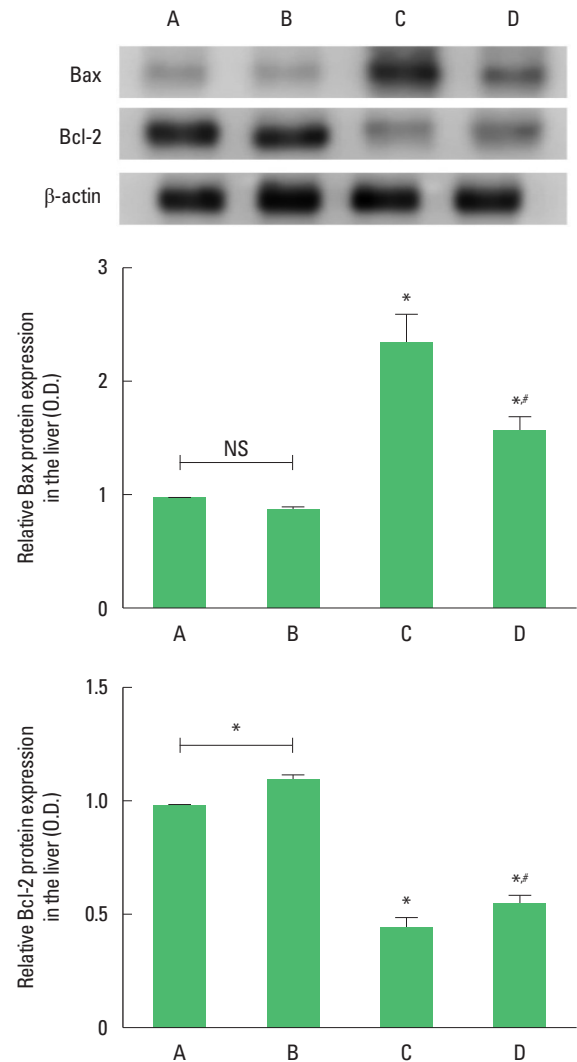 A B C D
Bax
Bcl-2
β-actin
Relative Bax protein expression
in the liver (O.D.)
3
2
1
0
NS
*
*,#
A B C D
Relative Bcl-2 protein expression
in the liver (O.D.)
1.5
1.0
0.5
0
*
*
*,#
A B C D